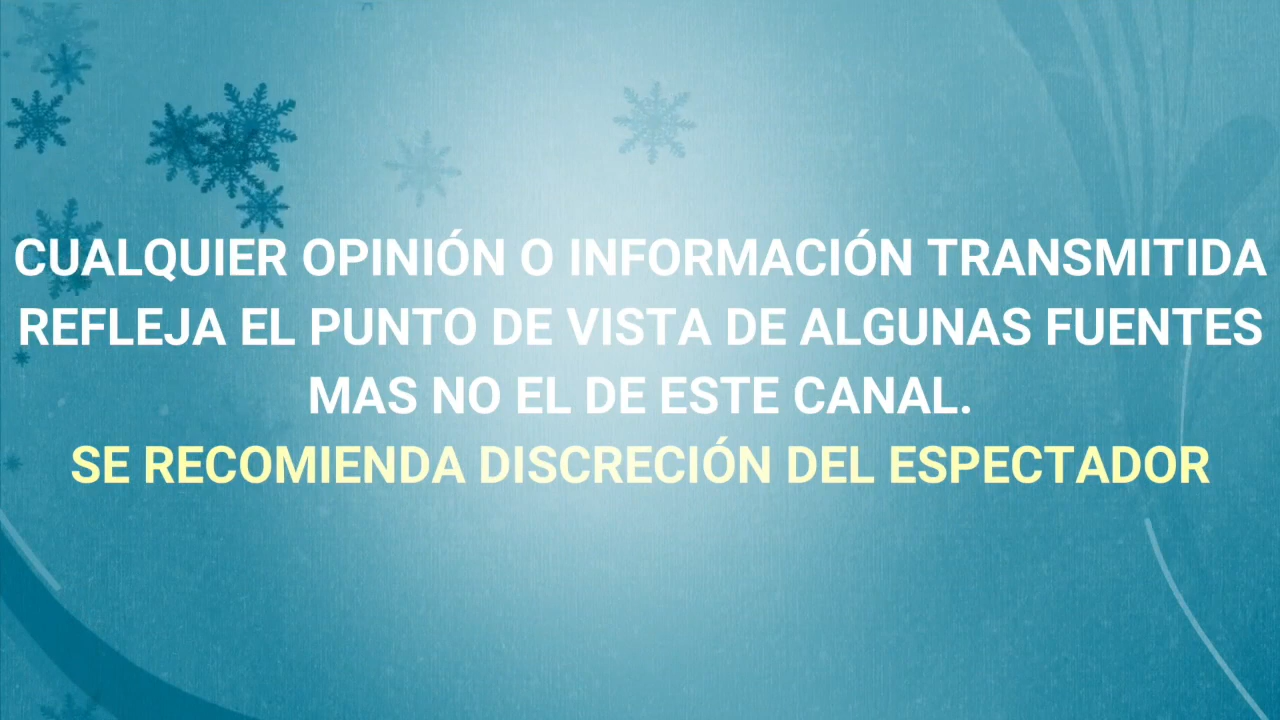 CUALQUIER OPINIÓN O INFORMACIÓN TRANSMITIDA
REFLEJA EL PUNTO DE VISTA DE ALGUNAS FUENTES
MAS NO EL DE ESTE CANAL.
SE RECOMIENDA DISCRECIÓN DEL ESPECTADOR